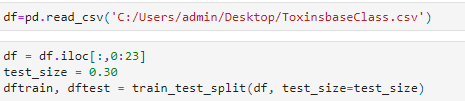 df=pd.read_csv('C:/Users/admin/Desktop/ToxinsbaseClass.csv')
df = df.iloc[:,0:23]
test_size = 0.30
dftrain, dftest = train_test_split(df, test_size=test_size)